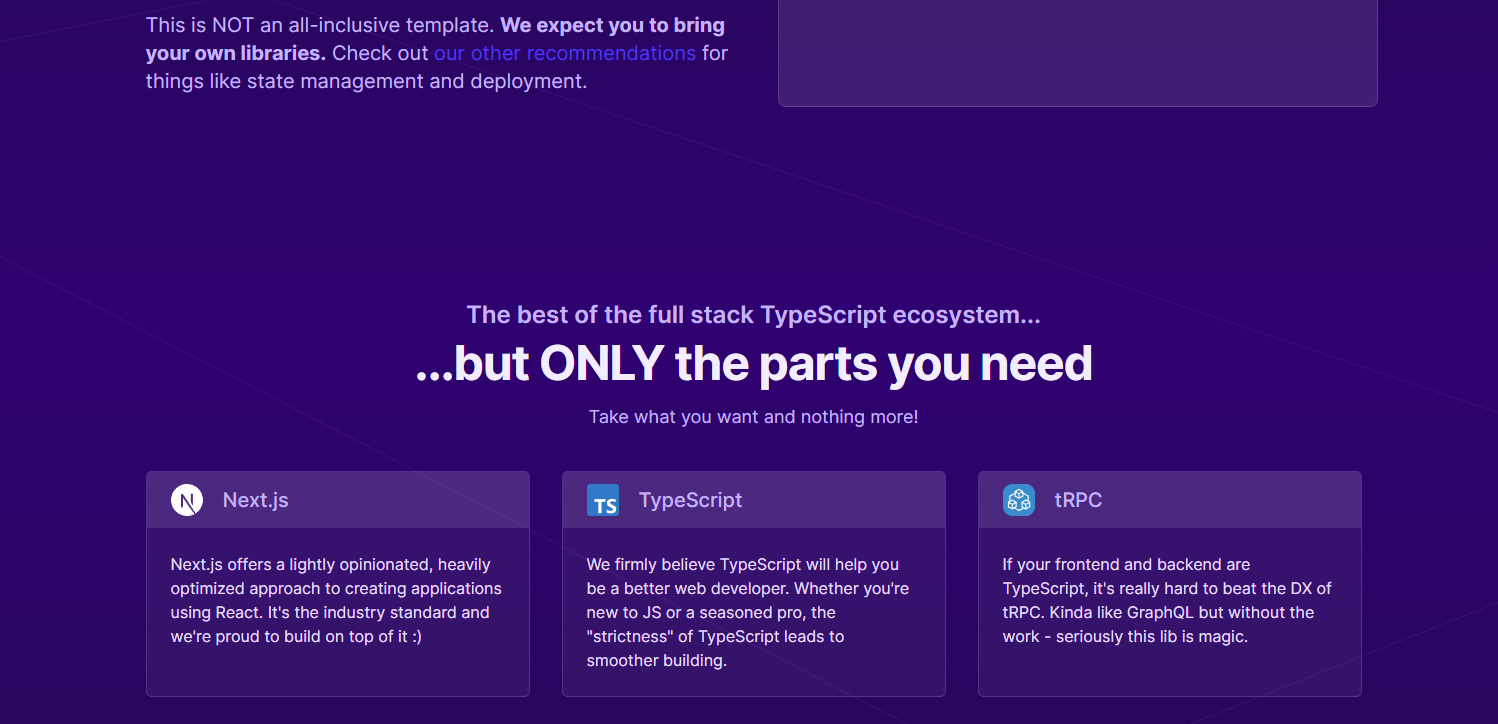 This is NOT an all-inclusive template. We expect you to bring
your own libraries. Check out our other recommendations for
things like state management and deployment.
The best of the full stack TypeScript ecosystem...
...but ONLY the parts you need
Take what you want and nothing more!
N Next.js
Next.js offers a lightly opinionated, heavily
optimized approach to creating applications
using React. It's the industry standard and
we're proud to build on top of it :)
TS TypeScript
We firmly believe TypeScript will help you
be a better web developer. Whether you're
new to JS or a seasoned pro, the
"strictness" of TypeScript leads to
smoother building.
tRPC
If your frontend and backend are
TypeScript, it's really hard to beat the DX of
tRPC. Kinda like GraphQL but without the
work - seriously this lib is magic.